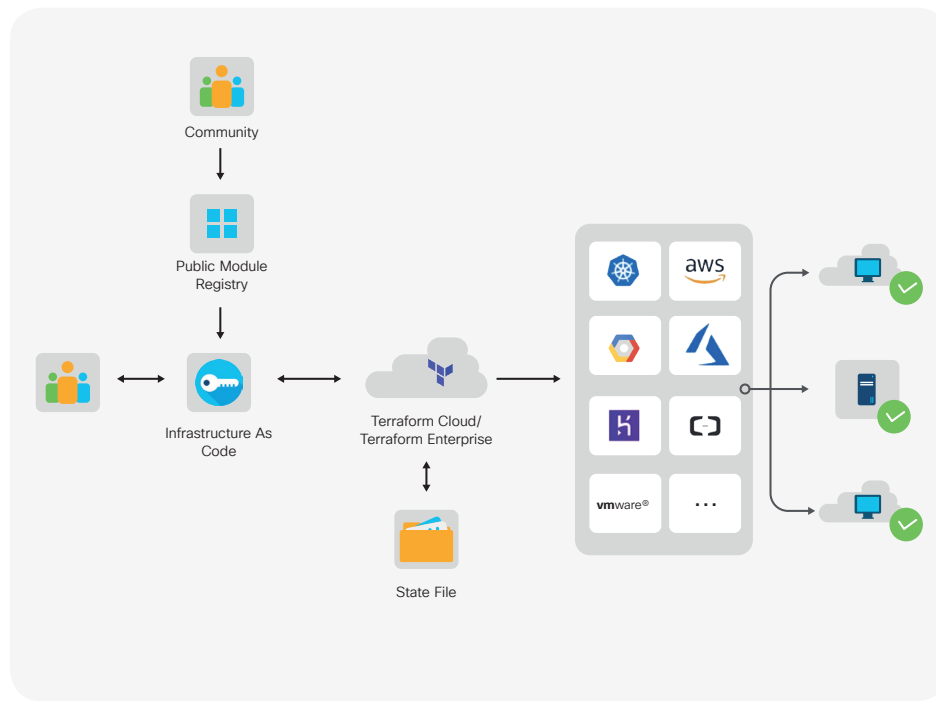 Community
Public Module
Registry
Infrastructure As
Code
Terraform Cloud/
Terraform Enterprise
State File
aws
vmware®
...